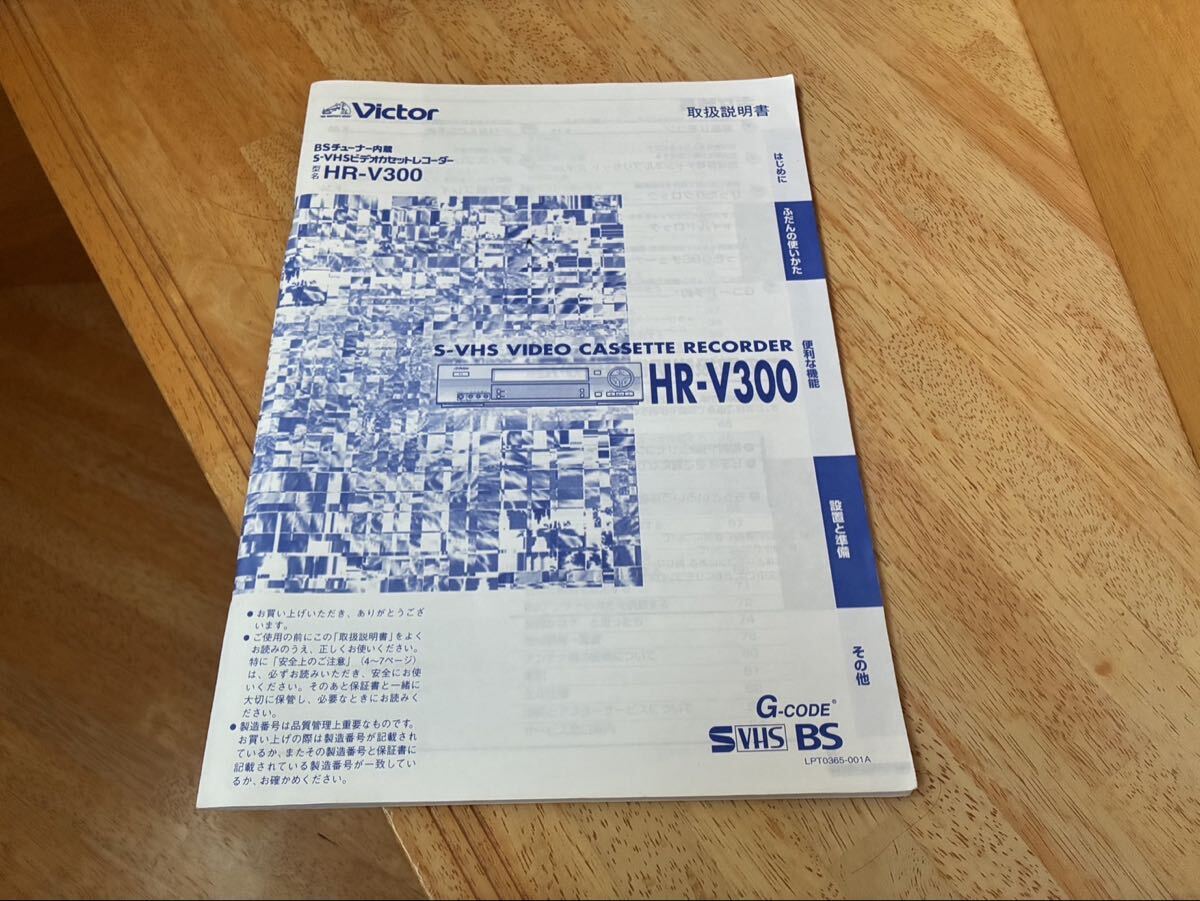 Victor
取扱説明書
BSチューナー内蔵
S-VHSビデオカセットレコーダー
型名 HR-V300
はじめに
ふだんの使いかた
便利な機能
設置と準備
その他
S-VHS VIDEO CASSETTE RECORDER
HR-V300
● お買い上げいただき、ありがとうござ
います。
● ご使用の前にこの「取扱説明書」をよく
お読みのうえ、正しくお使いください。
特に「安全上のご注意」(4〜7ページ)
は、必ずお読みいただき、安全にお使
いください。そのあと保証書と一緒に
大切に保管し、必要なときにお読みく
ださい。
● 製造番号は品質管理上重要なものです。
お買い上げの際は製造番号が記載され
ているか、またその製造番号と保証書に
記載されている製造番号が一致してい
るか、お確かめください。
G-CODE®
S VHS BS
LPT0365-001A